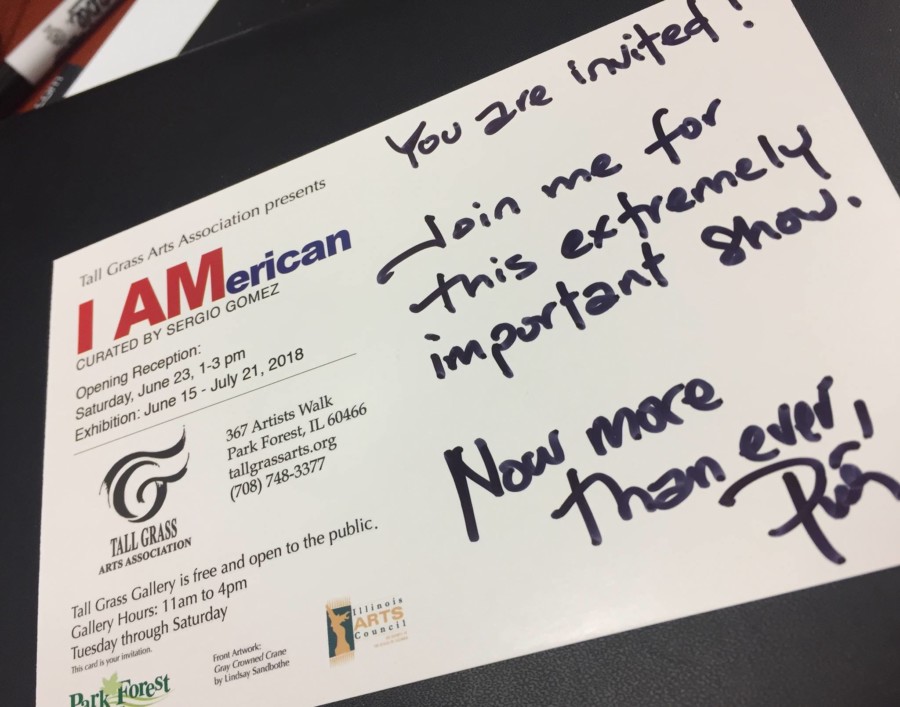 You are invited!
Join me for
this extremely
important show.
Now more
than ever,
Tall Grass Arts Association presents
I AMerican
CURATED BY SERGIO GOMEZ
Opening Reception:
Saturday, June 23, 1-3 pm
Exhibition: June 15 - July 21, 2018
367 Artists Walk
Park Forest, IL 60466
tallgrassarts.org
(708) 748-3377
TALL GRASS
ARTS ASSOCIATION
Tall Grass Gallery is free and open to the public.
Gallery Hours: 11am to 4pm
Tuesday through Saturday
This card is your invitation.
Front Artwork:
Gray Crowned Crane
by Lindsay Sandbothe
Illinois
ARTS
Council
Park Forest